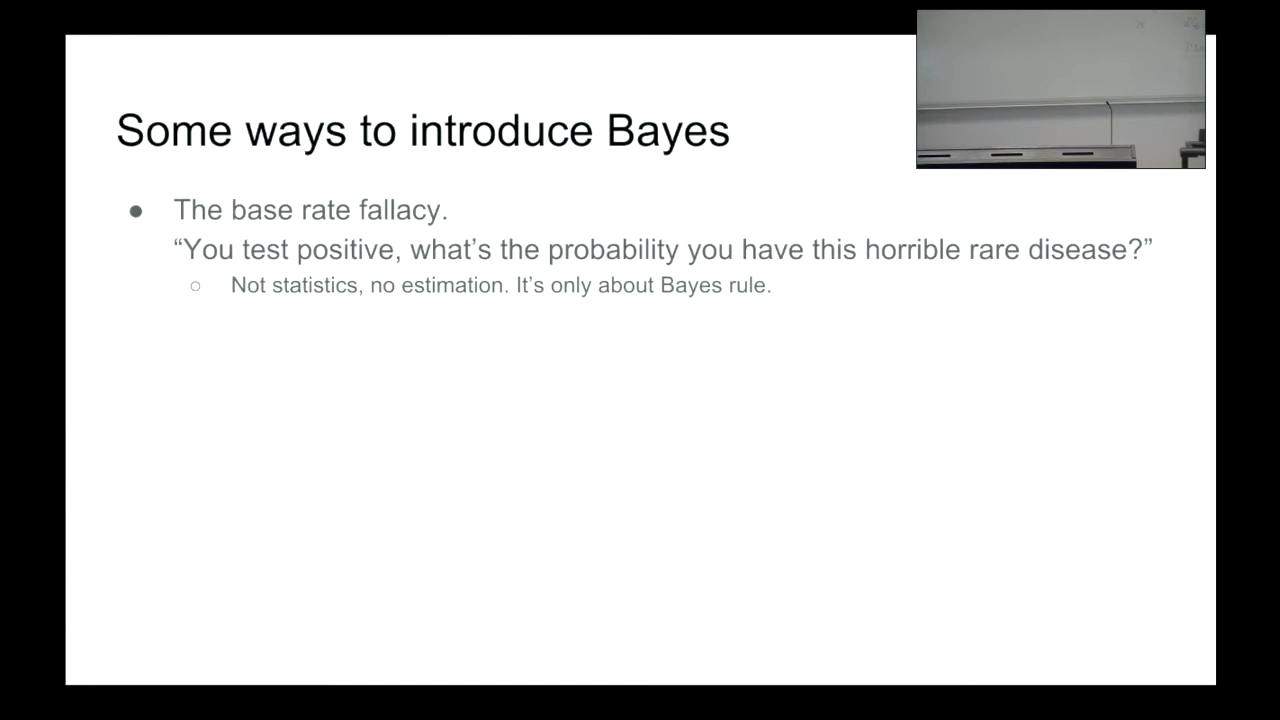 Some ways to introduce Bayes
● The base rate fallacy.
“You test positive, what’s the probability you have this horrible rare disease?”
○ Not statistics, no estimation. It’s only about Bayes rule.